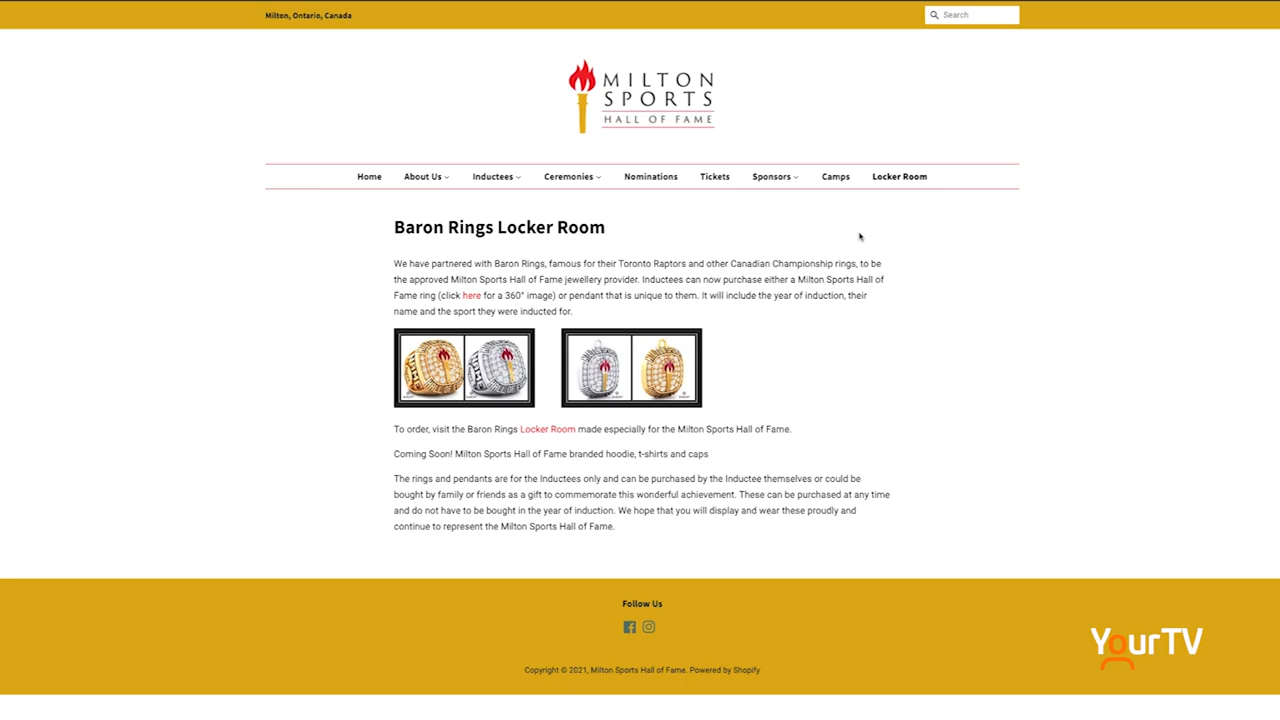 Milton, Ontario, Canada
Search
MILTON
SPORTS
HALL OF FAME
Home About Us Inductees Ceremonies Nominations Tickets Sponsors Camps Locker Room
Baron Rings Locker Room
We have partnered with Baron Rings, famous for their Toronto Raptors and other Canadian Championship rings, to be
the approved Milton Sports Hall of Fame jewellery provider. Inductees can now purchase either a Milton Sports Hall of
Fame ring (click here for a 360° image) or pendant that is unique to them. It will include the year of induction, their
name and the sport they were inducted for.
To order, visit the Baron Rings Locker Room made especially for the Milton Sports Hall of Fame.
Coming Soon! Milton Sports Hall of Fame branded hoodie, t-shirts and caps
The rings and pendants are for the Inductees only and can be purchased by the Inductee themselves or could be
bought by family or friends as a gift to commemorate this wonderful achievement. These can be purchased at any time
and do not have to be bought in the year of induction. We hope that you will display and wear these proudly and
continue to represent the Milton Sports Hall of Fame.
Follow Us
YourTV
Copyright © 2021, Milton Sports Hall of Fame. Powered by Shopify